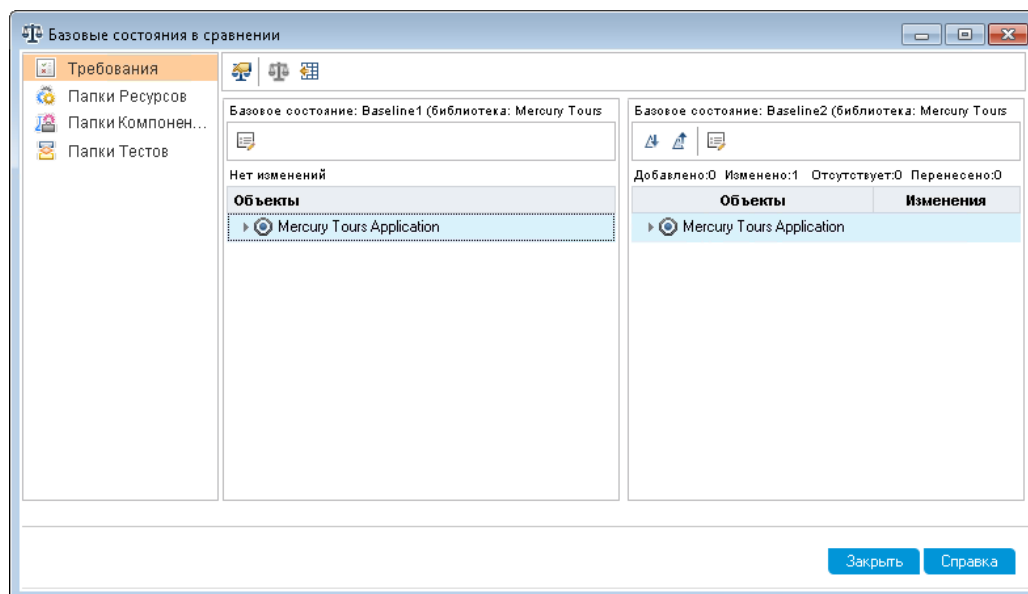 Базовые состояния в сравнении
Требования
Папки Ресурсов
Папки Компонен...
Папки Тестов
Базовое состояние: Baseline1 (библиотека: Mercury Tours
Нет изменений
Объекты
Mercury Tours Application
Базовое состояние: Baseline2 (библиотека: Mercury Tours
Добавлено:0 Изменено:1 Отсутствует:0 Перенесено:0
Объекты Изменения
Mercury Tours Application
Закрыть Справка